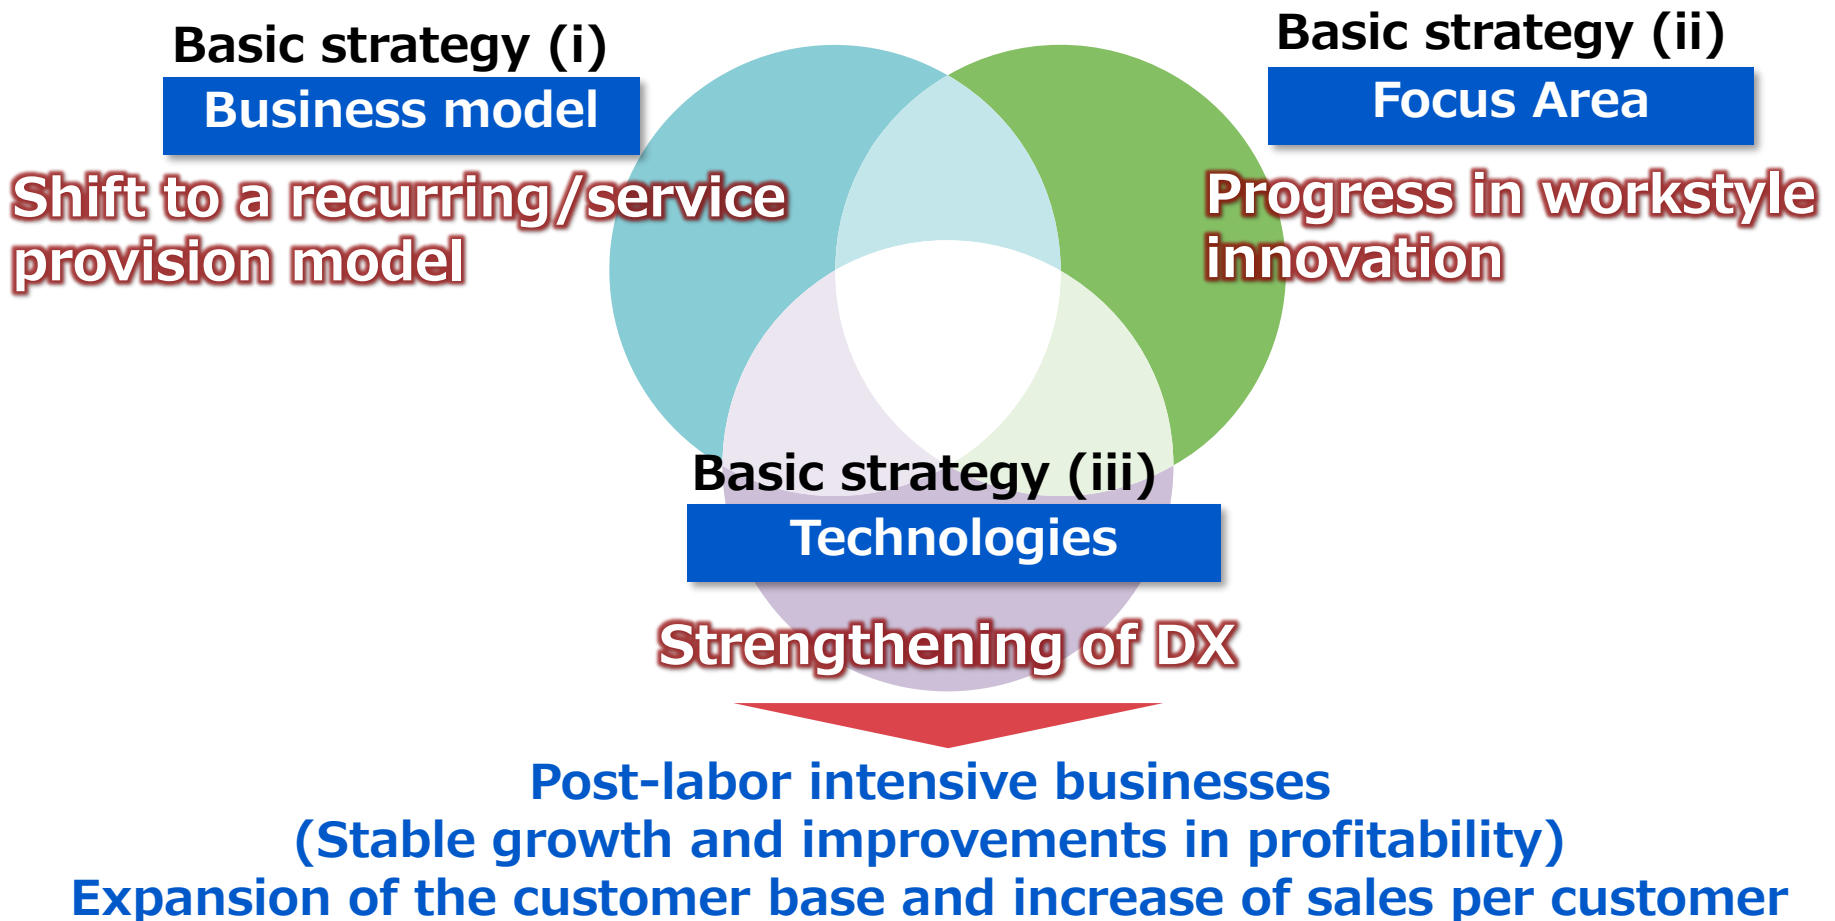 Basic strategy (i)
Business model
Shift to a recurring/service
provision model
Basic strategy (ii)
Focus Area
Progress in workstyle
innovation
Basic strategy (iii)
Technologies
Strengthening of DX
Post-labor intensive businesses
(Stable growth and improvements in profitability)
Expansion of the customer base and increase of sales per customer